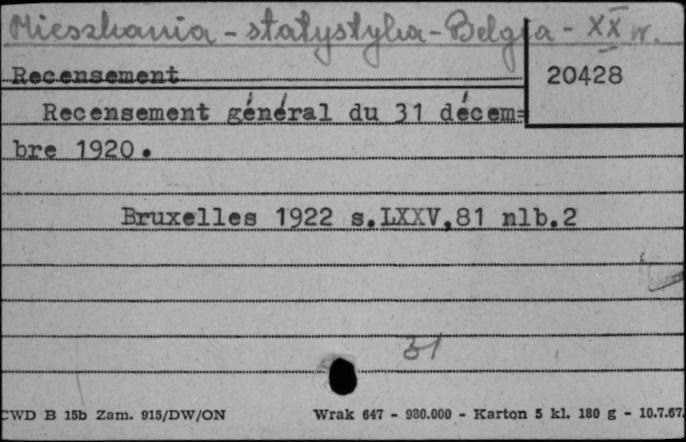 Mieszkania - statystyka - Belgia - XX w.
Recensement
20428
Recensement général du 31 décem=
bre 1920.
Bruxelles 1922 s.LXXV,81 nlb.2
31
CWD B 15b Zam. 915/DW/ON Wrak 647 - 980.000 - Karton 5 kl. 180 g - 10.7.67.